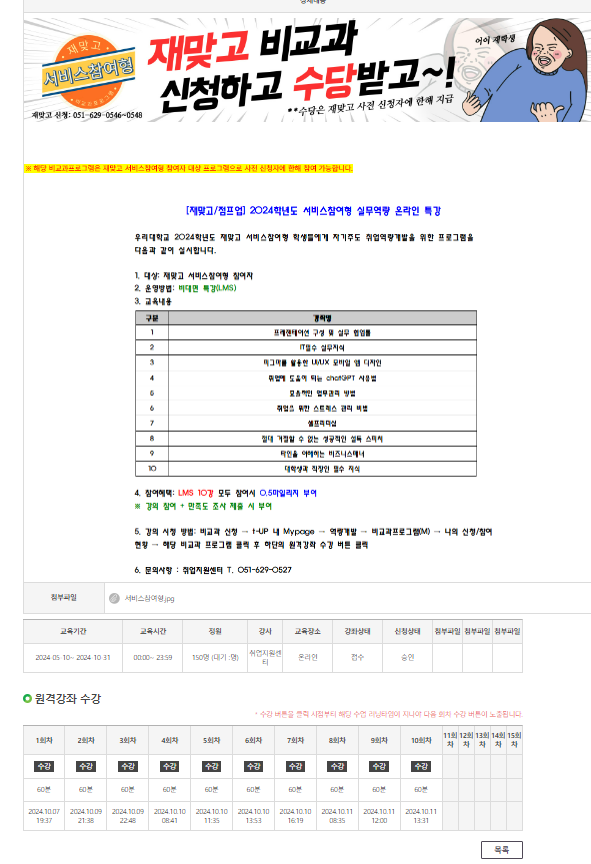 상세내용
재맞고
서비스참여형
비교과프로그램
재맞고 신청: 051-629-0546~0548
재맞고 비교과
신청하고 수당받고~!
**수당은 재맞고 사전 신청자에 한해 지급
어이 재학생
※ 해당 비교과프로그램은 재맞고 서비스참여형 참여자 대상 프로그램으로 사전 신청자에 한해 참여 가능합니다.
[재맞고/점프업] 2024학년도 서비스참여형 실무역량 온라인 특강
우리대학교 2024학년도 재맞고 서비스참여형 학생들에게 자기주도 취업역량개발을 위한 프로그램을
다음과 같이 실시합니다.
1. 대상: 재맞고 서비스참여형 참여자
2. 운영방법: 비대면 특강(LMS)
3. 교육내용
구분 강의명
1 프레젠테이션 구성 및 실무 협업툴
2 IT필수 실무지식
3 피그마를 활용한 UI/UX 모바일 앱 디자인
4 취업에 도움이 되는 chatGPT 사용법
5 효율적인 업무관리 방법
6 취업을 위한 스트레스 관리 비법
7 셀프리더십
8 절대 거절할 수 없는 성공적인 설득 스피치
9 타인을 이해하는 비즈니스매너
10 대학생과 직장인 필수 지식
4. 참여혜택: LMS 10강 모두 참여시 0.5마일리지 부여
※ 강의 참여 + 만족도 조사 제출 시 부여
5. 강의 시청 방법: 비교과 신청 → t-UP 내 Mypage → 역량개발 → 비교과프로그램(M) → 나의 신청/참여
현황 → 해당 비교과 프로그램 클릭 후 하단의 원격강좌 수강 버튼 클릭
6. 문의사항 : 취업지원센터 T. 051-629-0527
첨부파일 서비스참여형.jpg
교육기간 교육시간 정원 강사 교육장소 강좌상태 신청상태 첨부파일 첨부파일 첨부파일
2024-05-10~ 2024-10-31 00:00~ 23:59 150명 (대기 :명) 취업지원센터 온라인 접수 승인
원격강좌 수강
* 수강 버튼을 클릭 시점부터 해당 수업 러닝타임이 지나야 다음 회차 수강 버튼이 노출됩니다.
1회차 2회차 3회차 4회차 5회차 6회차 7회차 8회차 9회차 10회차 11회차 12회차 13회차 14회차 15회차
수강 수강 수강 수강 수강 수강 수강 수강 수강 수강
60분 60분 60분 60분 60분 60분 60분 60분 60분 60분
2024.10.07 2024.10.09 2024.10.09 2024.10.10 2024.10.10 2024.10.10 2024.10.10 2024.10.11 2024.10.11 2024.10.11
19:37 21:38 22:48 08:41 11:35 13:53 16:19 08:35 12:00 13:31
목록